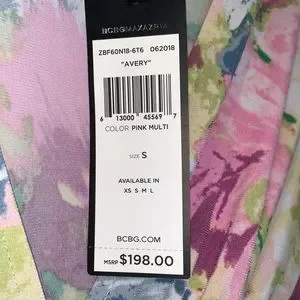 BCBGMAXAZRIA
ZBF60N18-6T6 062018
"AVERY"
6 13000 45569 7
COLOR PINK MULTI
SIZE S
AVAILABLE IN
XS S M L
BCBG.COM
MSRP $198.00